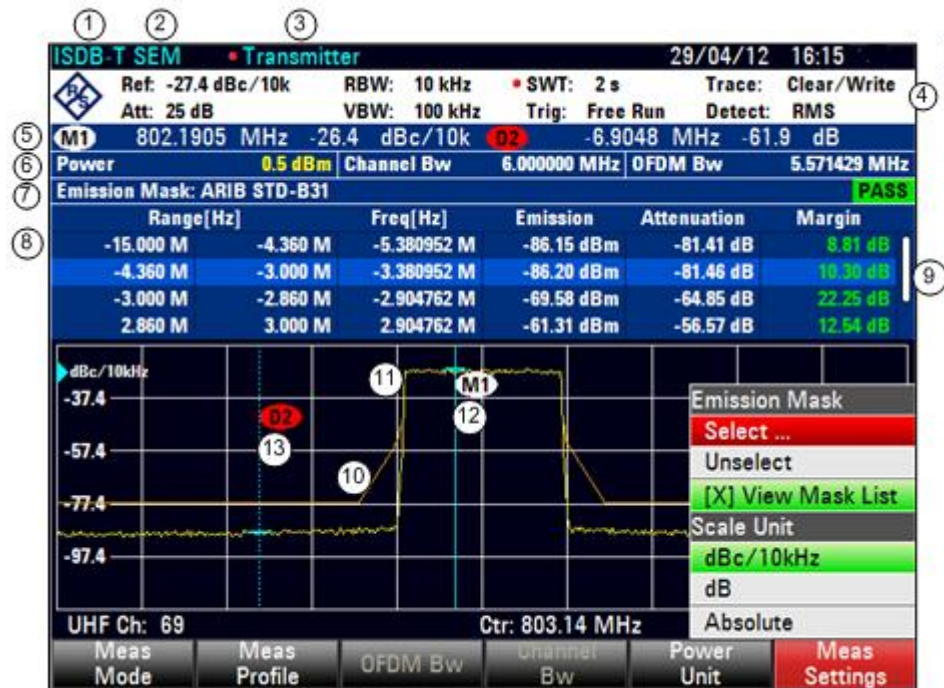 1 2 3
ISDB-T SEM • Transmitter 29/04/12 16:15
Ref: -27.4 dBc/10k RBW: 10 kHz • SWT: 2 s Trace: Clear/Write
4
R S
Att: 25 dB VBW: 100 kHz Trig: Free Run Detect: RMS
5 M1 802.1905 MHz -26.4 dBc/10k D2 -6.9048 MHz -61.9 dB
6 Power 0.5 dBm Channel Bw 6.000000 MHz OFDM Bw 5.571429 MHz
7 Emission Mask: ARIB STD-B31 PASS
Range[Hz] Freq[Hz] Emission Attenuation Margin
8 -15.000 M -4.360 M -5.380952 M -86.15 dBm -81.41 dB 8.81 dB
-4.360 M -3.000 M -3.380952 M -86.20 dBm -81.46 dB 10.30 dB
9
-3.000 M -2.860 M -2.904762 M -69.58 dBm -64.85 dB 22.25 dB
2.860 M 3.000 M 2.904762 M -61.31 dBm -56.57 dB 12.54 dB
dBc/10kHz
11
M1
-37.4
D2 12
13
-57.4
10
-77.4
-97.4
Emission Mask
Select ...
Unselect
[X] View Mask List
Scale Unit
dBc/10kHz
dB
Absolute
UHF Ch: 69 Ctr: 803.14 MHz
Meas Mode
Meas Profile
OFDM Bw
Channel Bw
Power Unit
Meas Settings